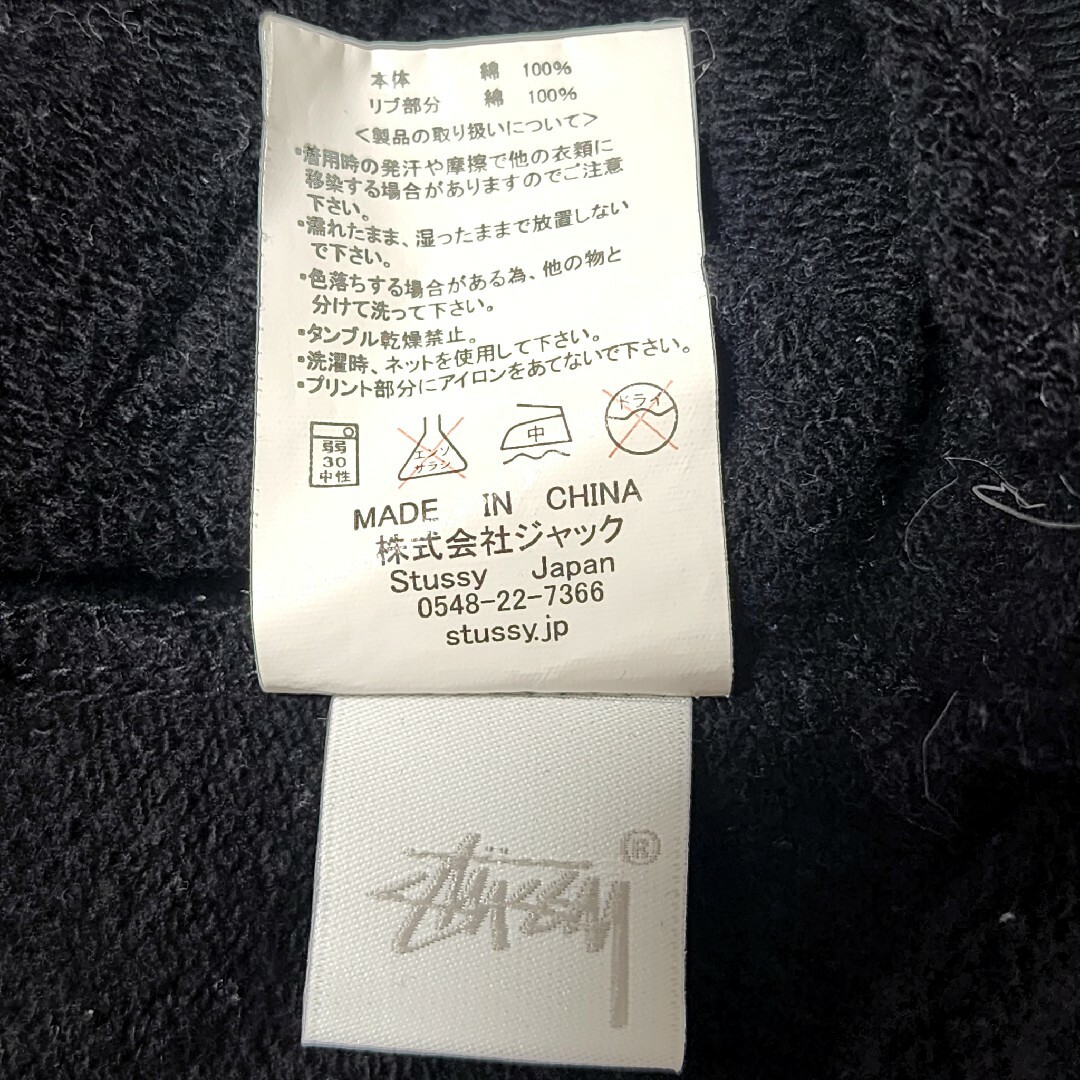 本体 綿 100%
リブ部分 綿 100%
<製品の取り扱いについて>
・着用時の発汗や摩擦で他の衣類に
移染する場合がありますのでご注意
下さい。
・濡れたまま、湿ったままで放置しない
で下さい。
・色落ちする場合がある為、他の物と
分けて洗って下さい。
・タンブル乾燥禁止。
・洗濯時、ネットを使用して下さい。
・プリント部分にアイロンをあてないで下さい。
弱
30
中性
エンソ
サラシ
中
ドライ
MADE IN CHINA
株式会社ジャック
Stussy Japan
0548-22-7366
stussy.jp
Stüssy ®